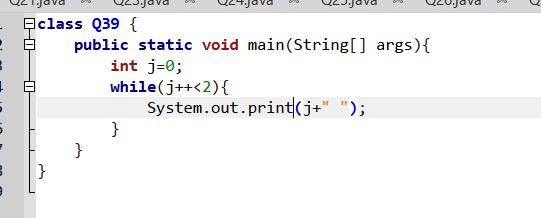 Q21.java Q23.java Q24.java Q25.java Q26.java
class Q39 {
public static void main(String[] args){
int j=0;
while(j++<2){
System.out.print(j+" ");
}
}
}